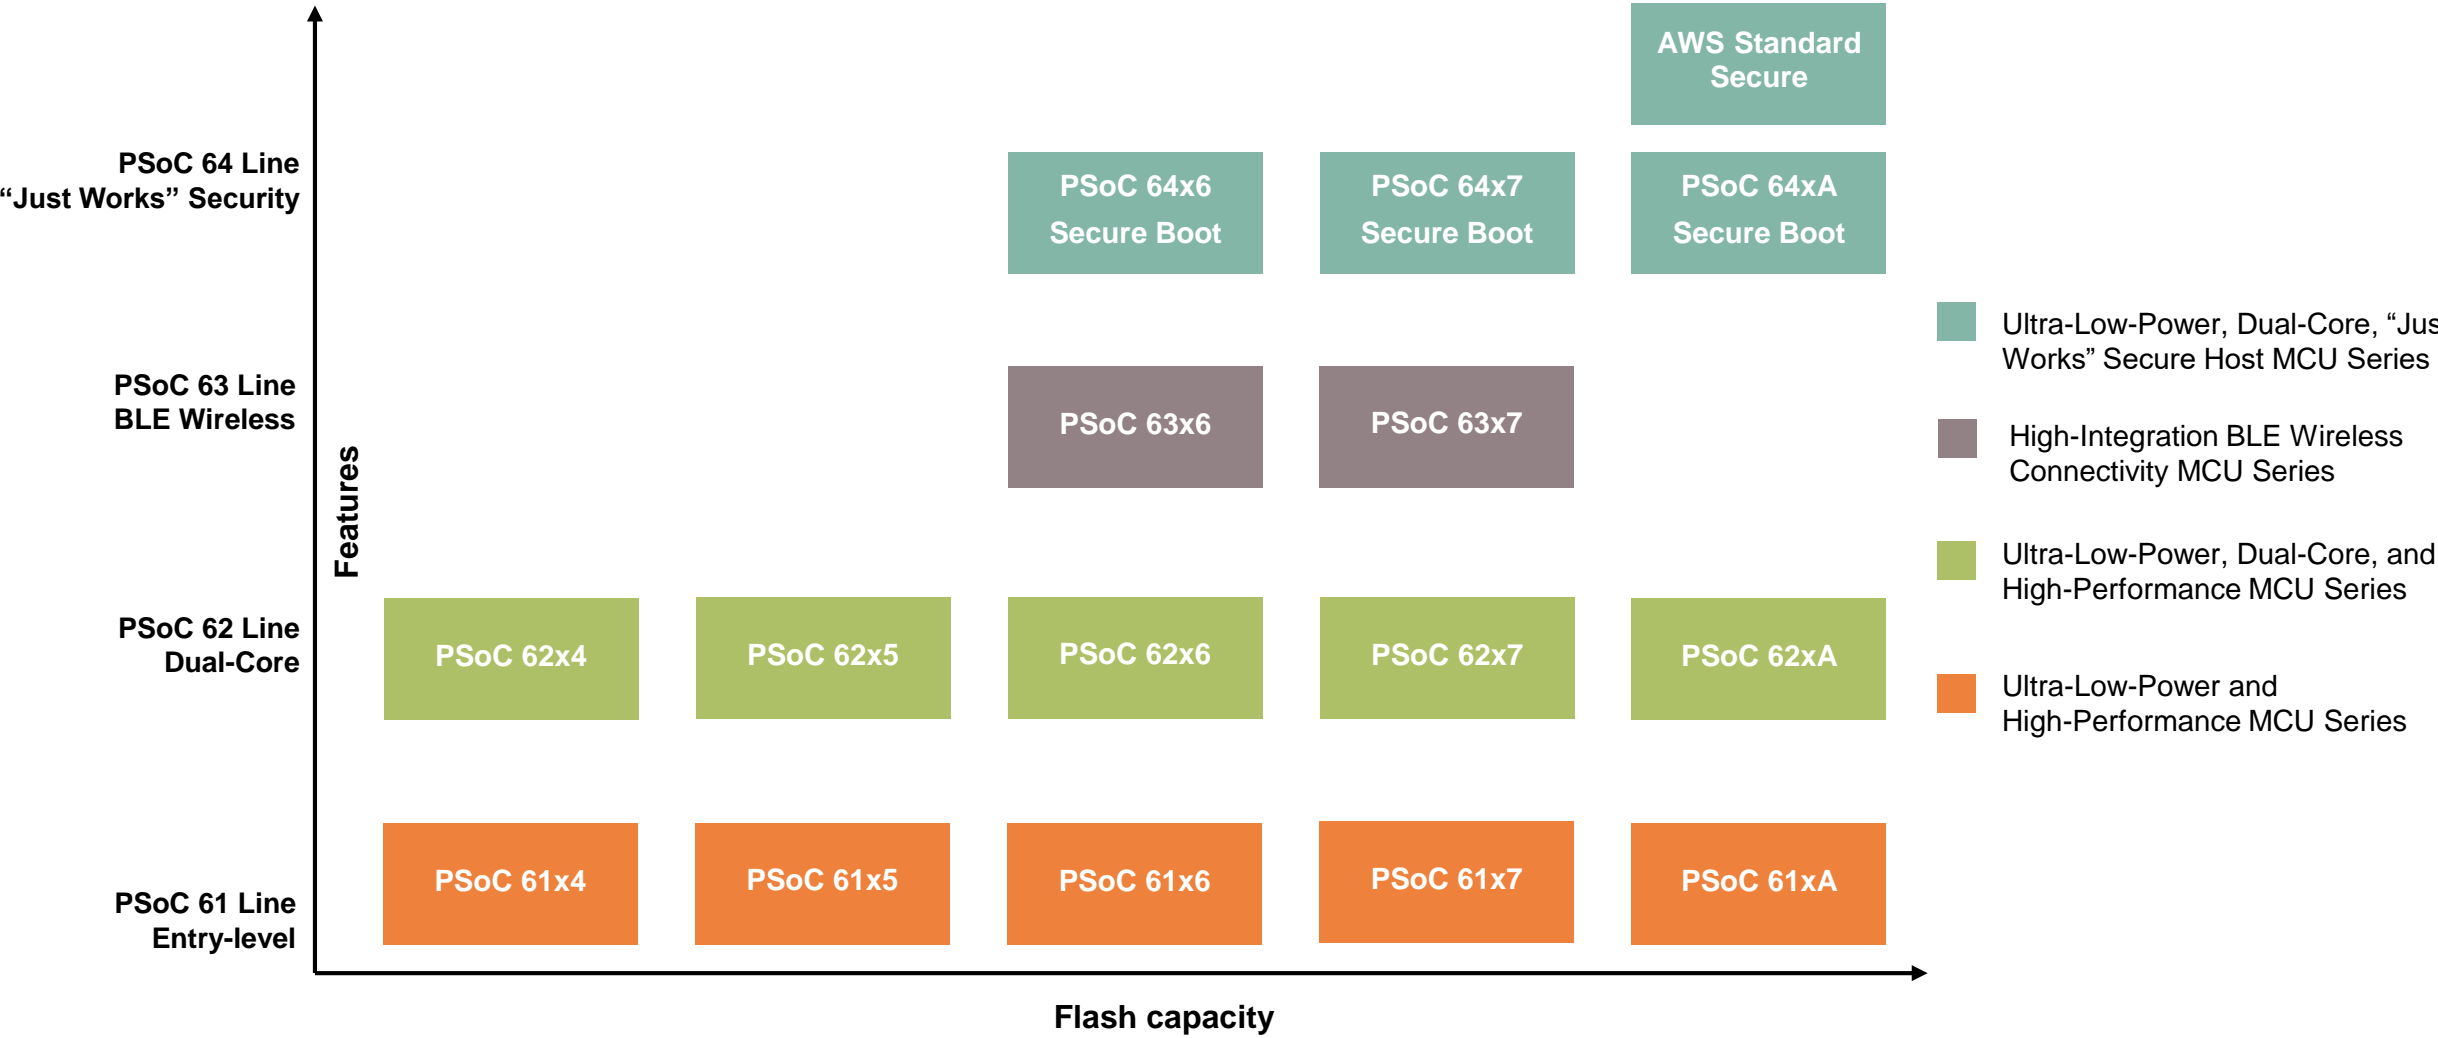 AWS Standard
Secure
PSoC 64 Line
“Just Works” Security
PSoC 64x6
Secure Boot
PSoC 64x7
Secure Boot
PSoC 64xA
Secure Boot
PSoC 63 Line
BLE Wireless
PSoC 63x6
PSoC 63x7
Features
PSoC 62 Line
Dual-Core
PSoC 62x4
PSoC 62x5
PSoC 62x6
PSoC 62x7
PSoC 62xA
PSoC 61 Line
Entry-level
PSoC 61x4
PSoC 61x5
PSoC 61x6
PSoC 61x7
PSoC 61xA
Flash capacity
Ultra-Low-Power, Dual-Core, “Jus
Works” Secure Host MCU Series
High-Integration BLE Wireless
Connectivity MCU Series
Ultra-Low-Power, Dual-Core, and
High-Performance MCU Series
Ultra-Low-Power and
High-Performance MCU Series